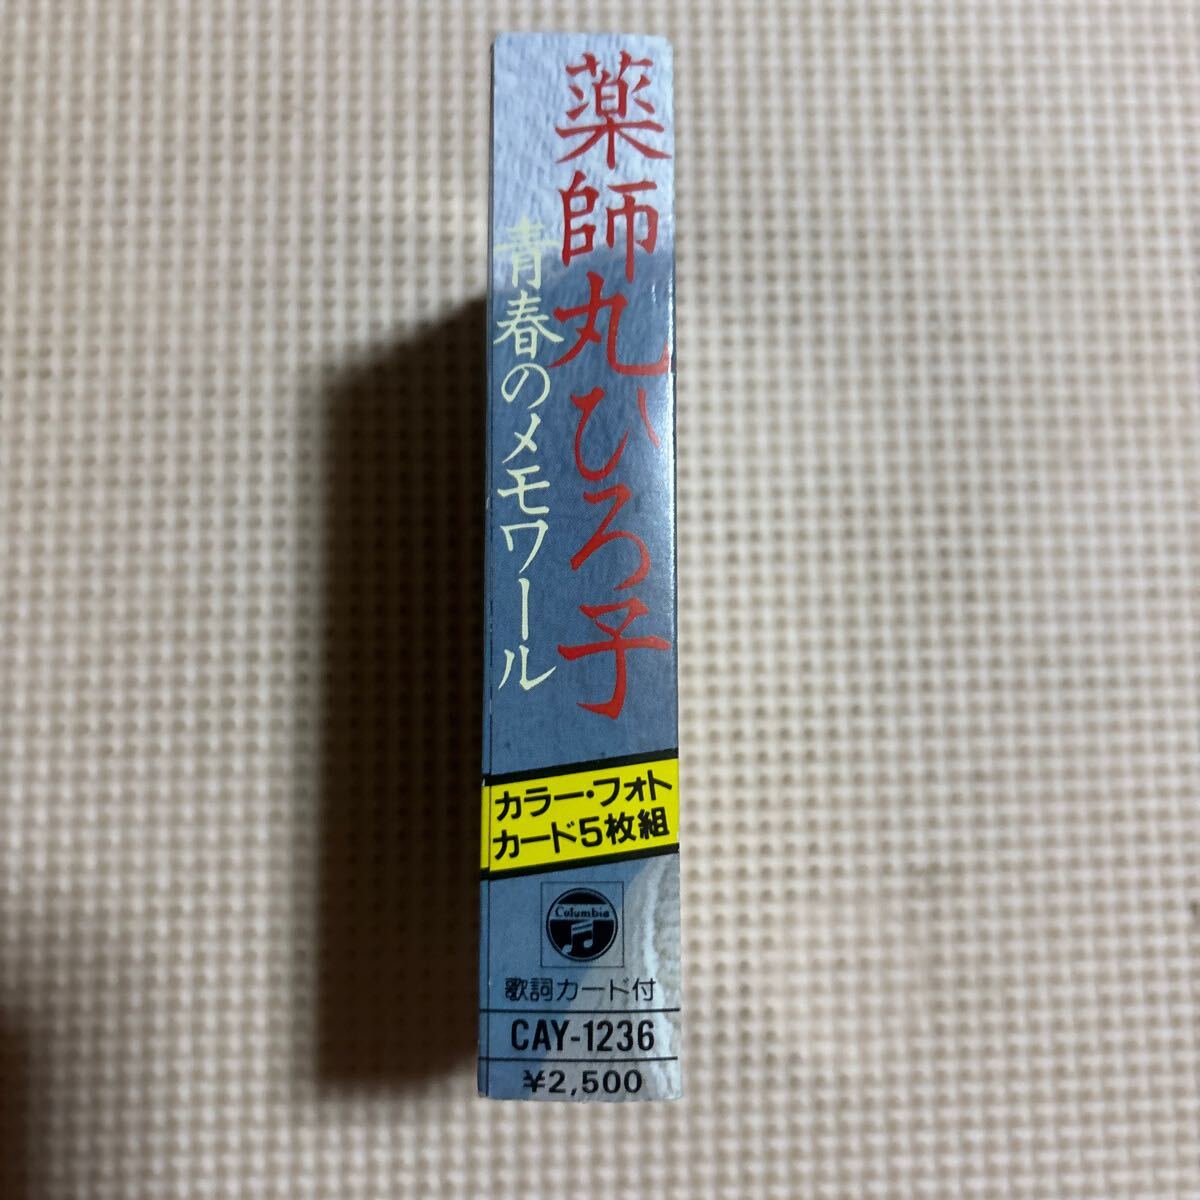 薬師丸ひろ子
青春のメモワール
カラー・フォト
カード5枚組
Columbia
歌詞カード付
CAY-1236
¥2,500